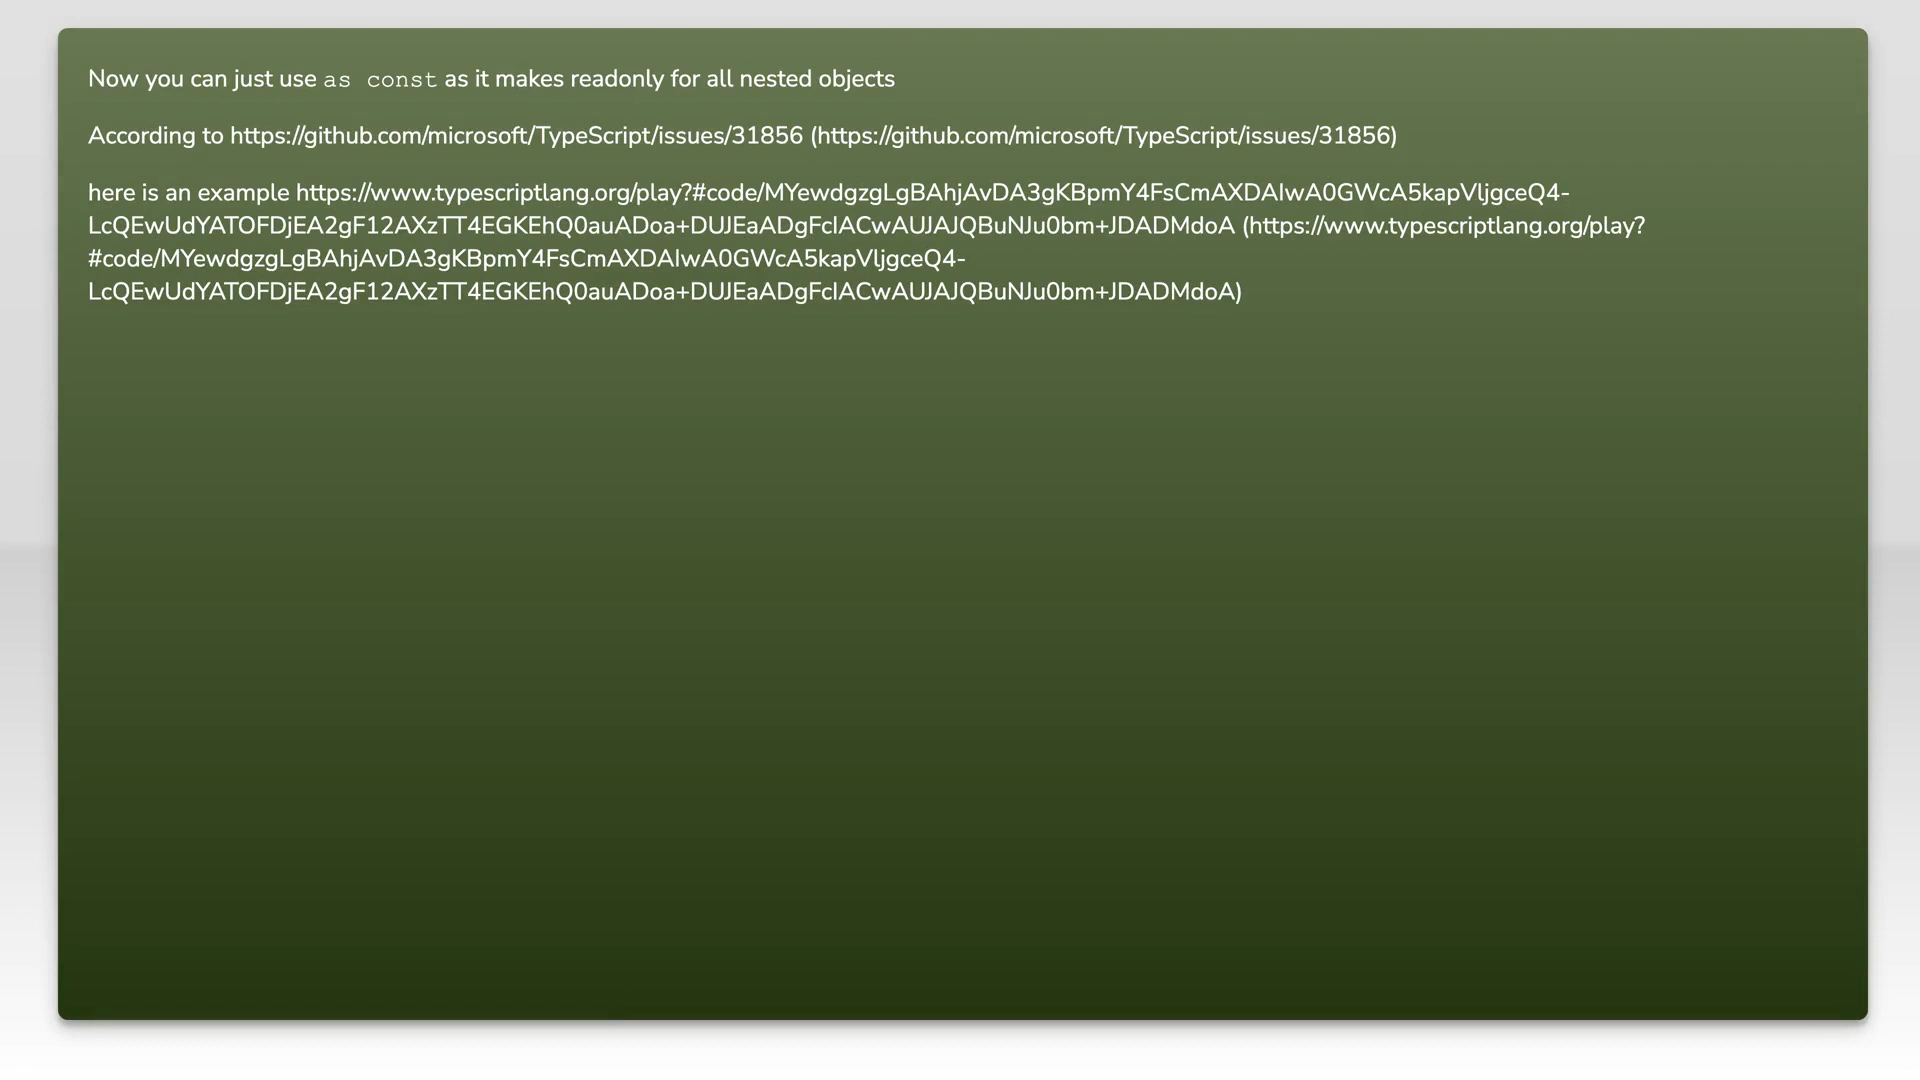 Now you can just use as const as it makes readonly for all nested objects
According to https://github.com/microsoft/TypeScript/issues/31856 (https://github.com/microsoft/TypeScript/issues/31856)
here is an example https://www.typescriptlang.org/play?#code/MYewdgzgLgBAhjAvDA3gKBpmY4FsCmAXDAIwA0GWcA5kapVljgceQ4-
LcQEwUdYATOFDjEA2gF12AXzTT4EGKEhQ0auADoa+DUJEaADgFcIACwAUJAJQBuNJu0bm+JDADMdoA (https://www.typescriptlang.org/play?
#code/MYewdgzgLgBAhjAvDA3gKBpmY4FsCmAXDAIwA0GWcA5kapVljgceQ4-
LcQEwUdYATOFDjEA2gF12AXzTT4EGKEhQ0auADoa+DUJEaADgFcIACwAUJAJQBuNJu0bm+JDADMdoA)